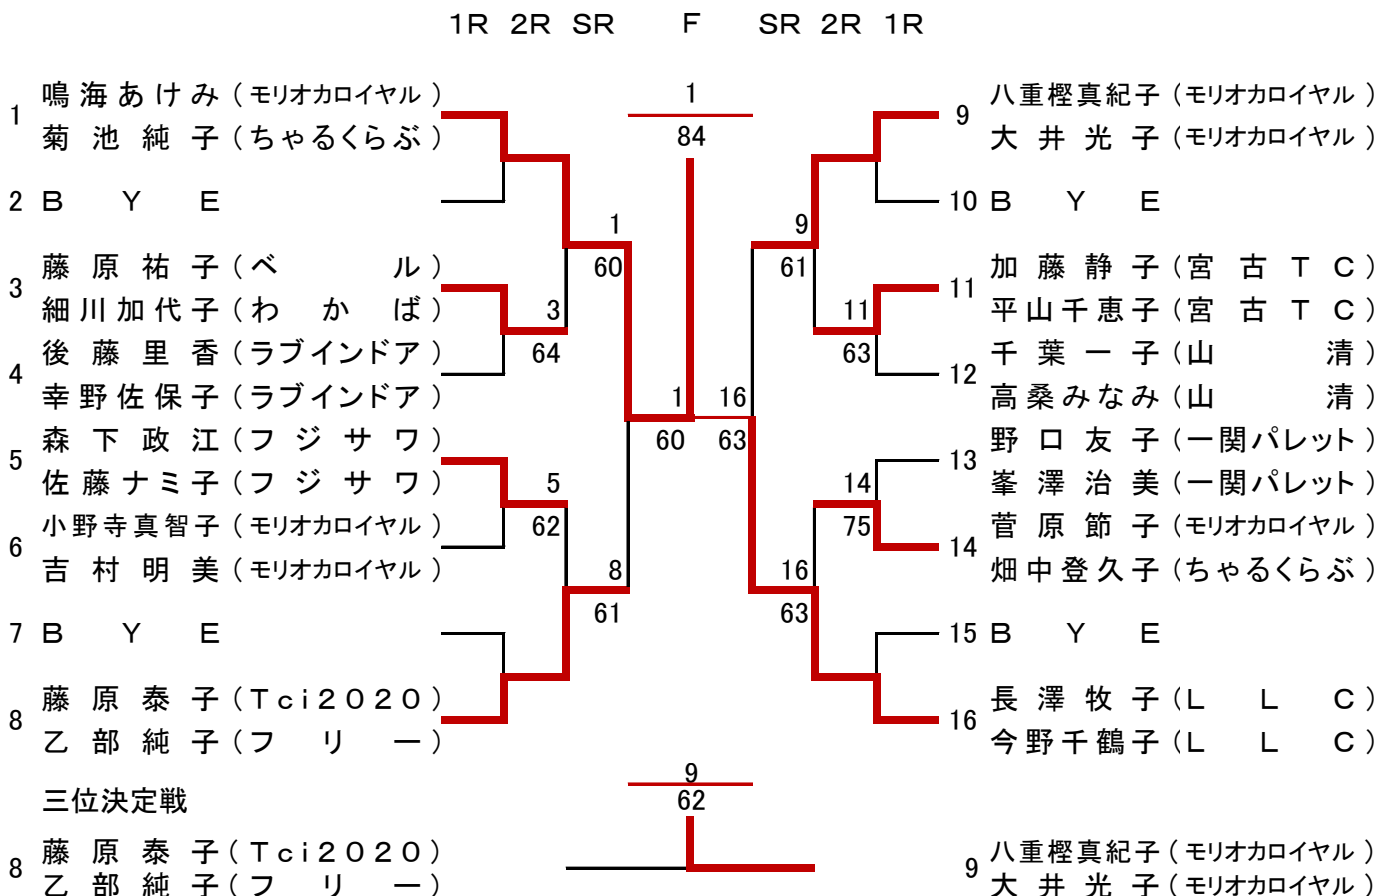 1R 2R SR F SR 2R 1R
1 鳴海あけみ（モリオカロイヤル）
菊池純子（ちゃるくらぶ）
2 BYE
3 藤原祐子（ベル）
細川加代子（わかば）
4 後藤里香（ラブインドア）
幸野佐保子（ラブインドア）
5 森下政江（フジサワ）
佐藤ナミ子（フジサワ）
6 小野寺真智子（モリオカロイヤル）
吉村明美（モリオカロイヤル）
7 BYE
8 藤原泰子（Tci2020）
乙部純子（フリー）
3
64
5
62
1
60
8
61
1
60
1
84
16
63
9
61
16
63
11
63
14
75
9 八重樫真紀子（モリオカロイヤル）
大井光子（モリオカロイヤル）
10 BYE
11 加藤静子（宮古TC）
平山千恵子（宮古TC）
12 千葉一子（山清）
高桑みなみ（山清）
13 野口友子（一関パレット）
峯澤治美（一関パレット）
14 菅原節子（モリオカロイヤル）
畑中登久子（ちゃるくらぶ）
15 BYE
16 長澤牧子（LLC）
今野千鶴子（LLC）
三位決定戦
8 藤原泰子（Tci2020）
乙部純子（フリー）
9
62
9 八重樫真紀子（モリオカロイヤル）
大井光子（モリオカロイヤル）